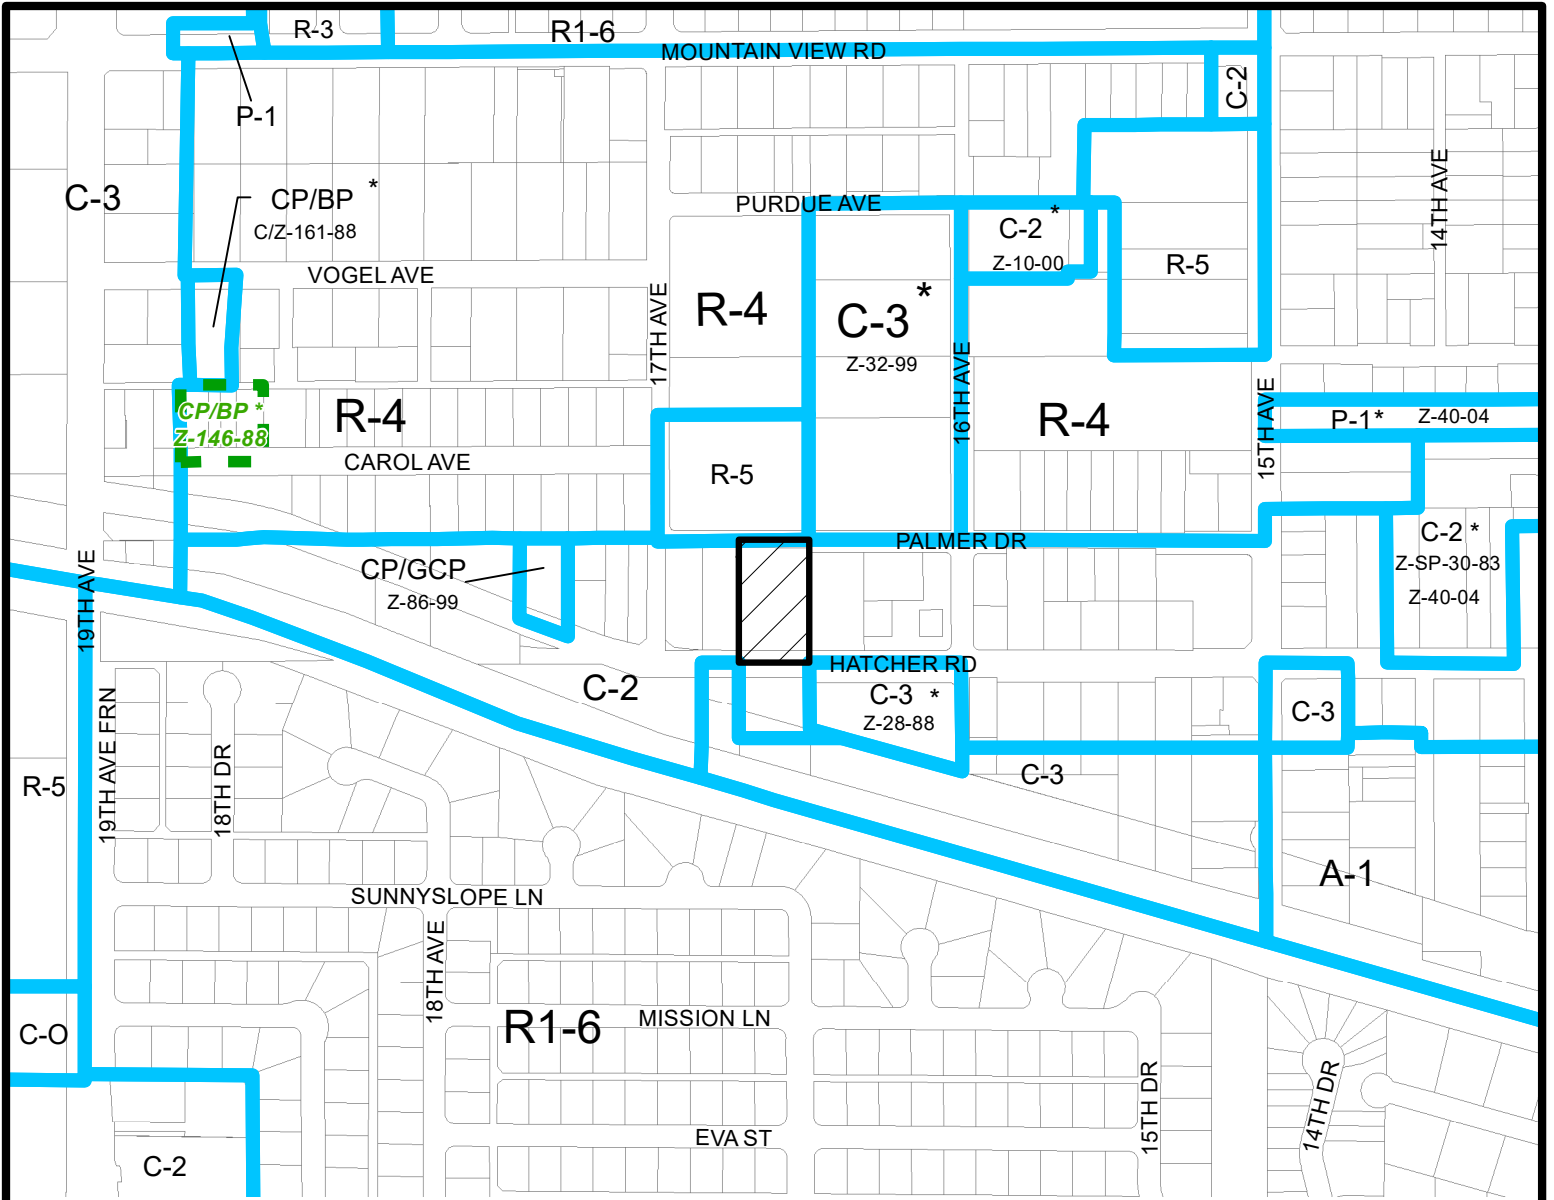 R-3
R1-6
MOUNTAIN VIEW RD
P-1
C-2
C-3
CP/BP *
C/Z-161-88
14TH AVE
PURDUE AVE
C-2 *
Z-10-00
R-5
VOGEL AVE
17TH AVE
R-4
C-3 *
Z-32-99
16TH AVE
R-4
15TH AVE
CP/BP *
Z-146-88
R-4
P-1 *
Z-40-04
CAROL AVE
R-5
PALMER DR
C-2 *
Z-SP-30-83
Z-40-04
19TH AVE
CP/GCP
Z-86-99
HATCHER RD
C-2
C-3 *
Z-28-88
C-3
19TH AVE FRN
18TH DR
R-5
C-3
A-1
SUNNYSLOPE LN
18TH AVE
C-O
R1-6
MISSION LN
15TH DR
14TH DR
EVA ST
C-2